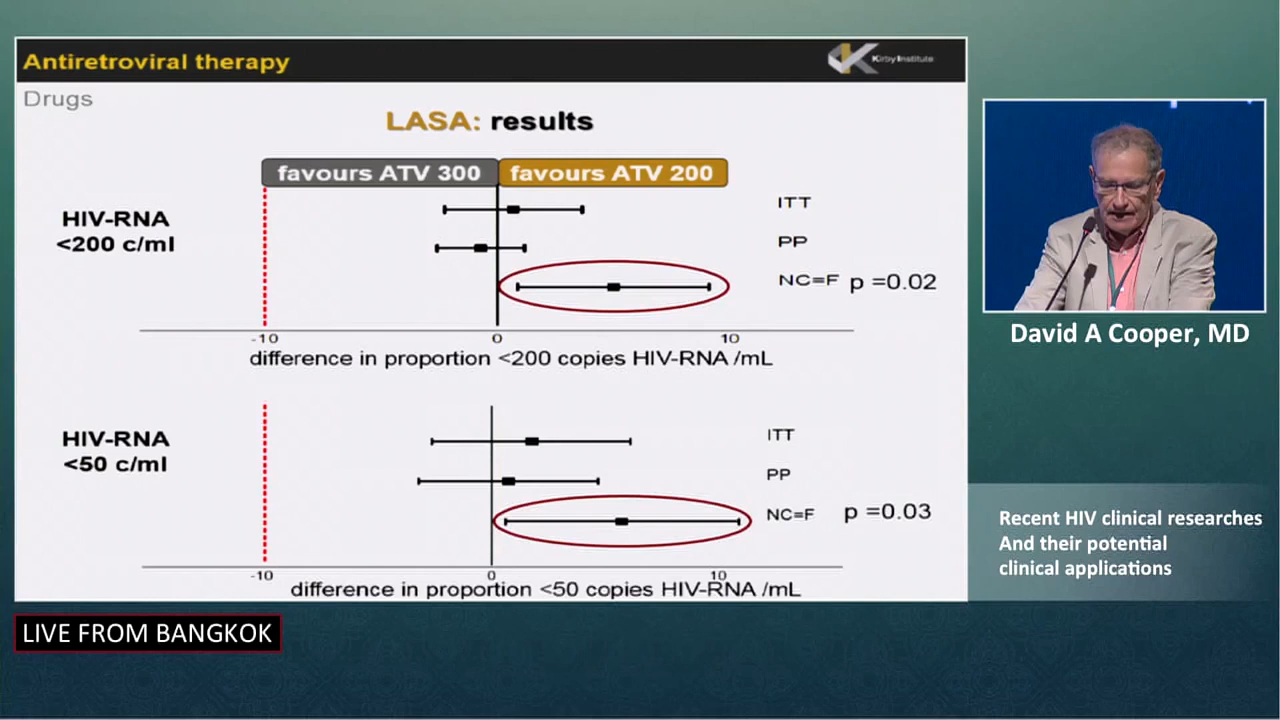 Antiretroviral therapy
Kirby Institute
Drugs
LASA: results
favours ATV 300
favours ATV 200
HIV-RNA
<200 c/ml
ITT
PP
NC=F p =0.02
-10
0
10
difference in proportion <200 copies HIV-RNA /mL
HIV-RNA
<50 c/ml
ITT
PP
NC=F p =0.03
-10
0
10
difference in proportion <50 copies HIV-RNA /mL
David A Cooper, MD
Recent HIV clinical researches
And their potential
clinical applications
LIVE FROM BANGKOK